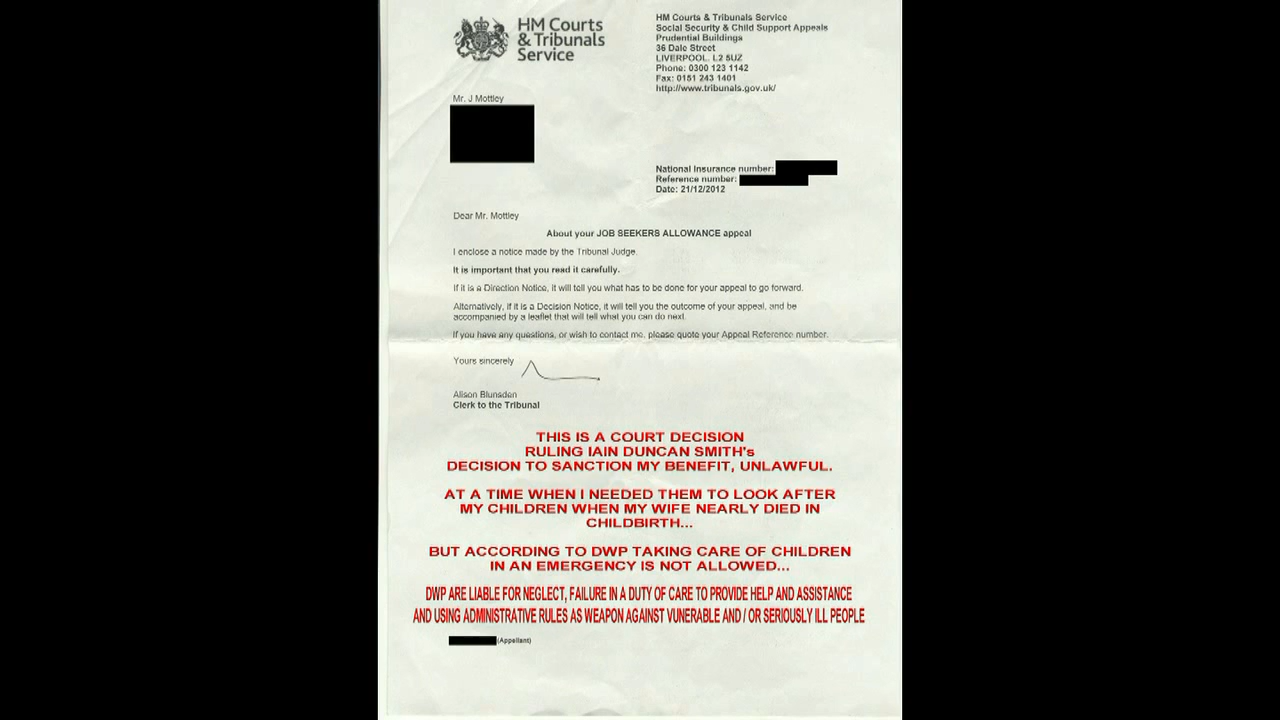 HM Courts
& Tribunals
Service
HM Courts & Tribunals Service
Social Security & Child Support Appeals
Prudential Buildings
36 Dale Street
LIVERPOOL. L2 5UZ
Phone: 0300 123 1142
Fax: 0151 243 1401
http://www.tribunals.gov.uk/
Mr. J Mottley
National Insurance number:
Reference number:
Date: 21/12/2012
Dear Mr. Mottley
About your JOB SEEKERS ALLOWANCE appeal
I enclose a notice made by the Tribunal Judge.
It is important that you read it carefully.
If it is a Direction Notice, it will tell you what has to be done for your appeal to go forward.
Alternatively, if it is a Decision Notice, it will tell you the outcome of your appeal, and be
accompanied by a leaflet that will tell what you can do next.
If you have any questions, or wish to contact me, please quote your Appeal Reference number.
Yours sincerely
Alison Blunsden
Clerk to the Tribunal
THIS IS A COURT DECISION
RULING IAIN DUNCAN SMITH's
DECISION TO SANCTION MY BENEFIT, UNLAWFUL.
AT A TIME WHEN I NEEDED THEM TO LOOK AFTER
MY CHILDREN WHEN MY WIFE NEARLY DIED IN
CHILDBIRTH...
BUT ACCORDING TO DWP TAKING CARE OF CHILDREN
IN AN EMERGENCY IS NOT ALLOWED...
DWP ARE LIABLE FOR NEGLECT, FAILURE IN A DUTY OF CARE TO PROVIDE HELP AND ASSISTANCE
AND USING ADMINISTRATIVE RULES AS WEAPON AGAINST VUNERABLE AND / OR SERIOUSLY ILL PEOPLE
(Appellant)